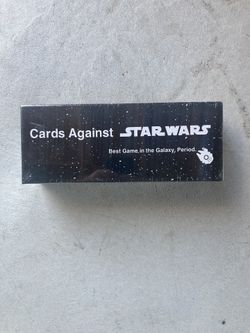 Cards Against STAR WARS
Best Game in the Galaxy, Period.